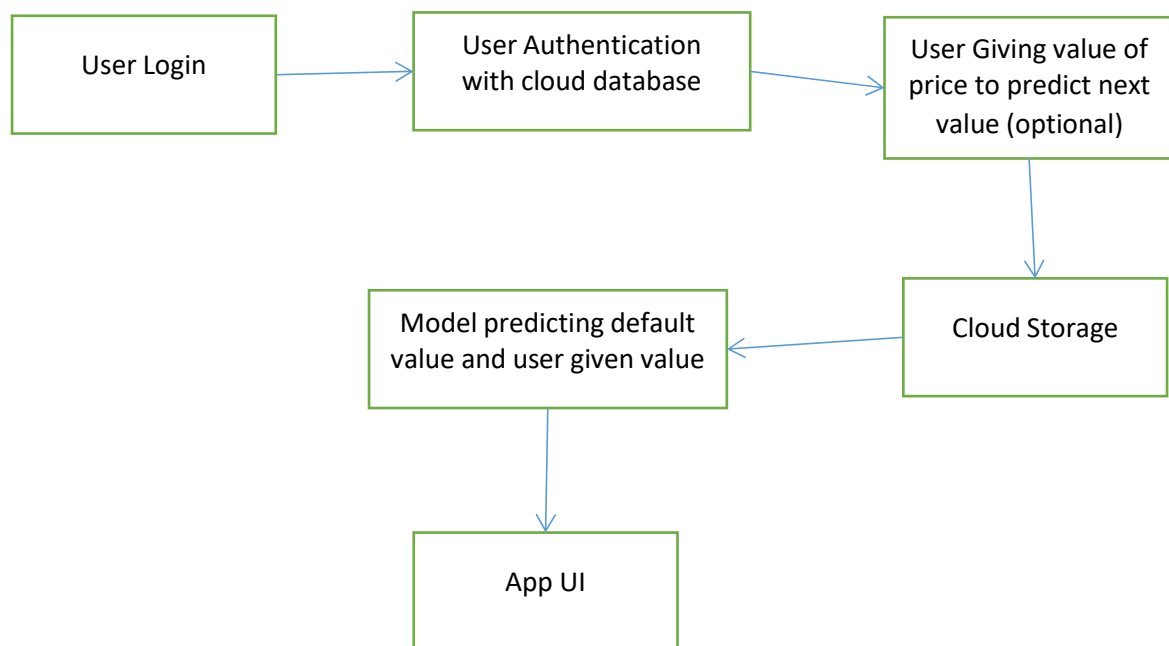 User Login
User Authentication
with cloud database
User Giving value of
price to predict next
value (optional)
Cloud Storage
Model predicting default
value and user given value
App UI